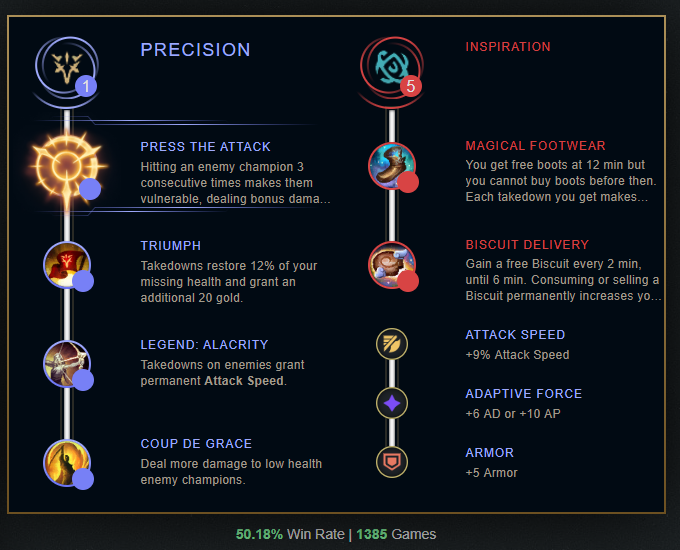 PRECISION
1
PRESS THE ATTACK
Hitting an enemy champion 3
consecutive times makes them
vulnerable, dealing bonus dama...
TRIUMPH
Takedowns restore 12% of your
missing health and grant an
additional 20 gold.
LEGEND: ALACRITY
Takedowns on enemies grant
permanent Attack Speed.
COUP DE GRACE
Deal more damage to low health
enemy champions.
INSPIRATION
5
MAGICAL FOOTWEAR
You get free boots at 12 min but
you cannot buy boots before then.
Each takedown you get makes...
BISCUIT DELIVERY
Gain a free Biscuit every 2 min,
until 6 min. Consuming or selling a
Biscuit permanently increases yo...
ATTACK SPEED
+9% Attack Speed
ADAPTIVE FORCE
+6 AD or +10 AP
ARMOR
+5 Armor
50.18% Win Rate | 1385 Games